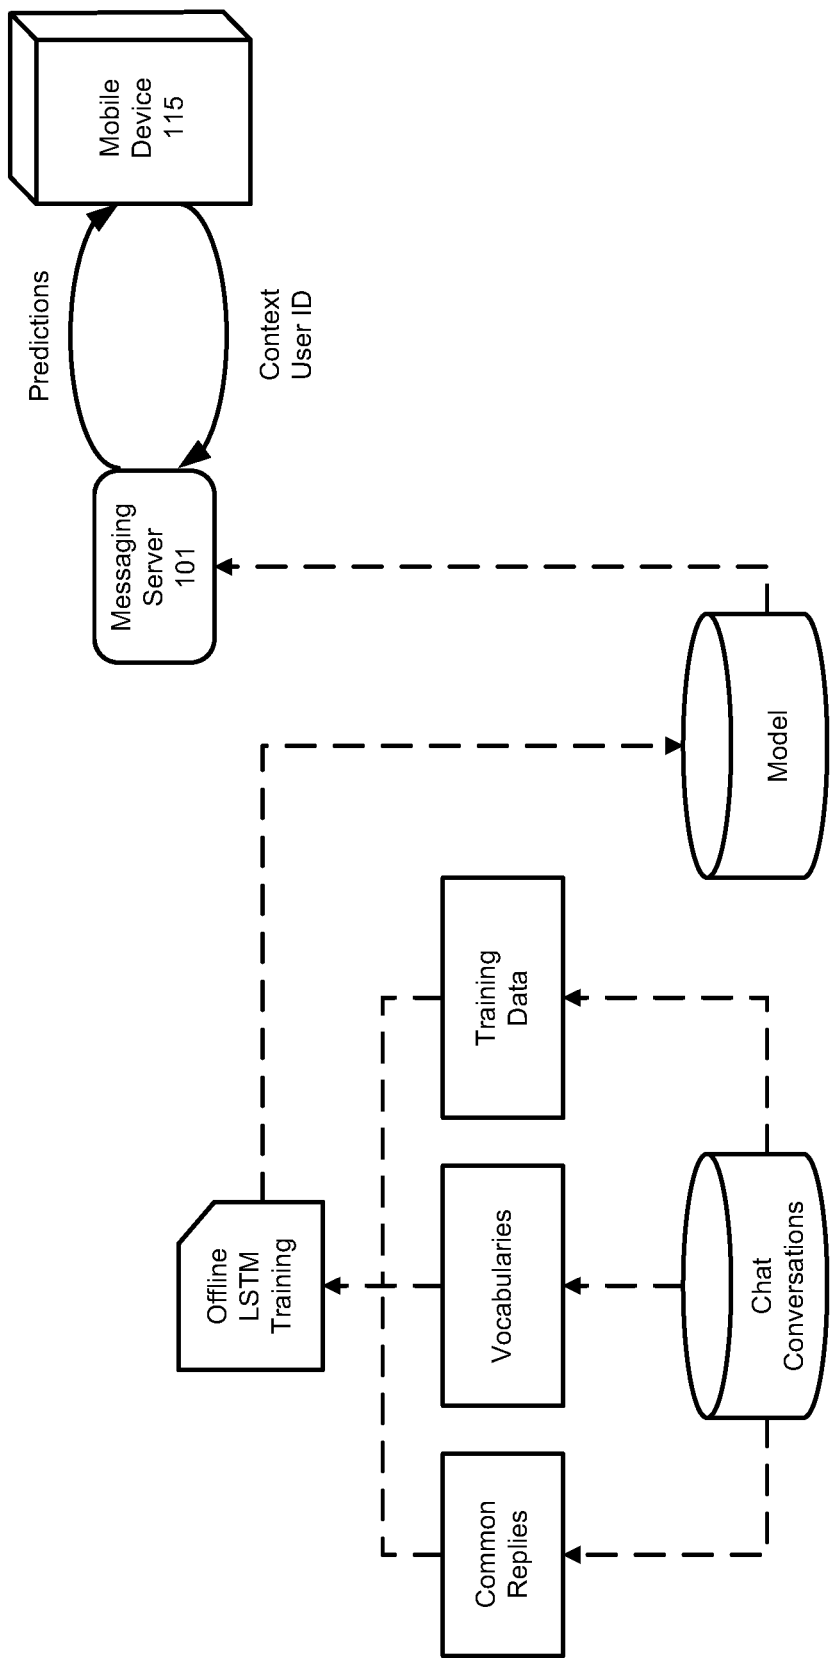 Offline
LSTM
Training
Common
Replies
Vocabularies
Training
Data
Chat
Conversations
Model
Messaging
Server
101
Predictions
Context
User ID
Mobile
Device
115